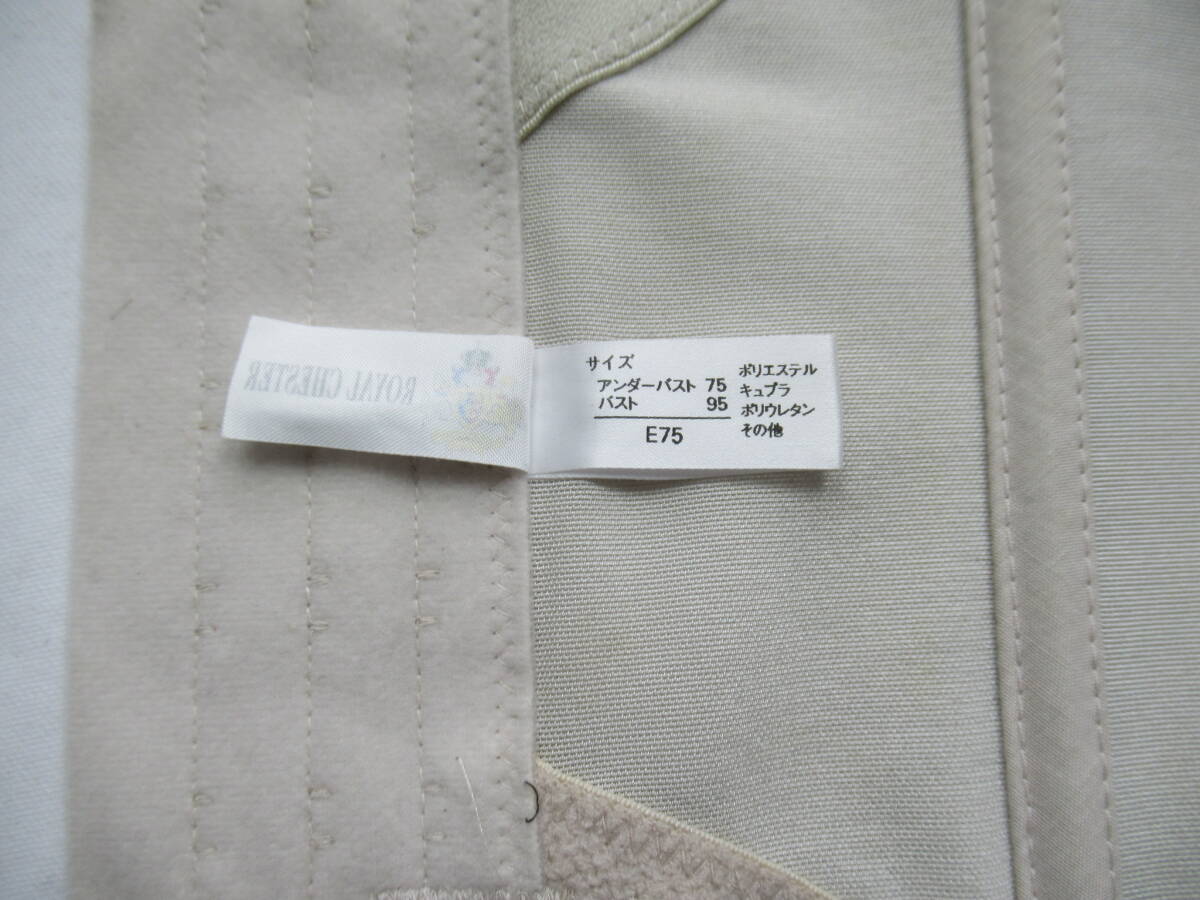 ROYAL CHESTER
サイズ
アンダーバスト 75
バスト 95
E75
ポリエステル
キュプラ
ポリウレタン
その他